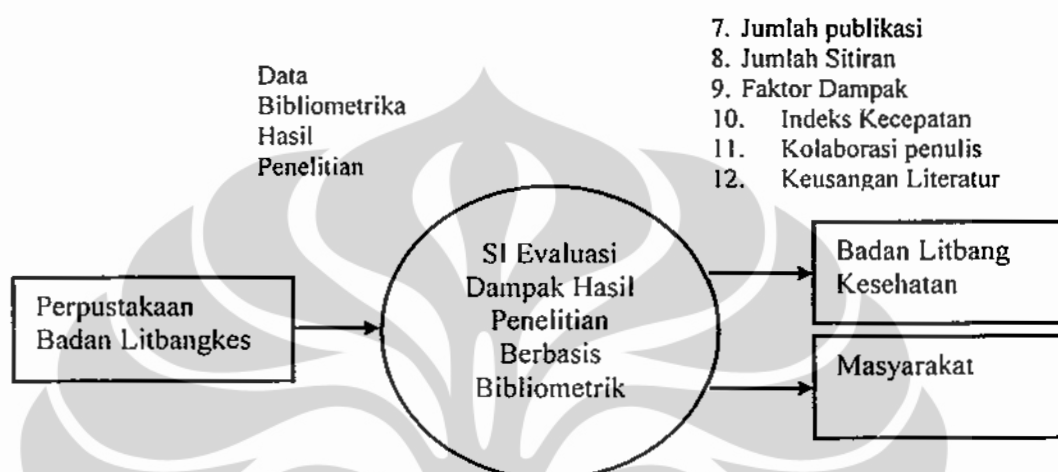 7. Jumlah publikasi
8. Jumlah Sitiran
9. Faktor Dampak
10. Indeks Kecepatan
11. Kolaborasi penulis
12. Keusangan Literatur
Data
Bibliometrika
Hasil
Penelitian
Perpustakaan
Badan Litbangkes
SI Evaluasi
Dampak Hasil
Penelitian
Berbasis
Bibliometrik
Badan Litbang
Kesehatan
Masyarakat